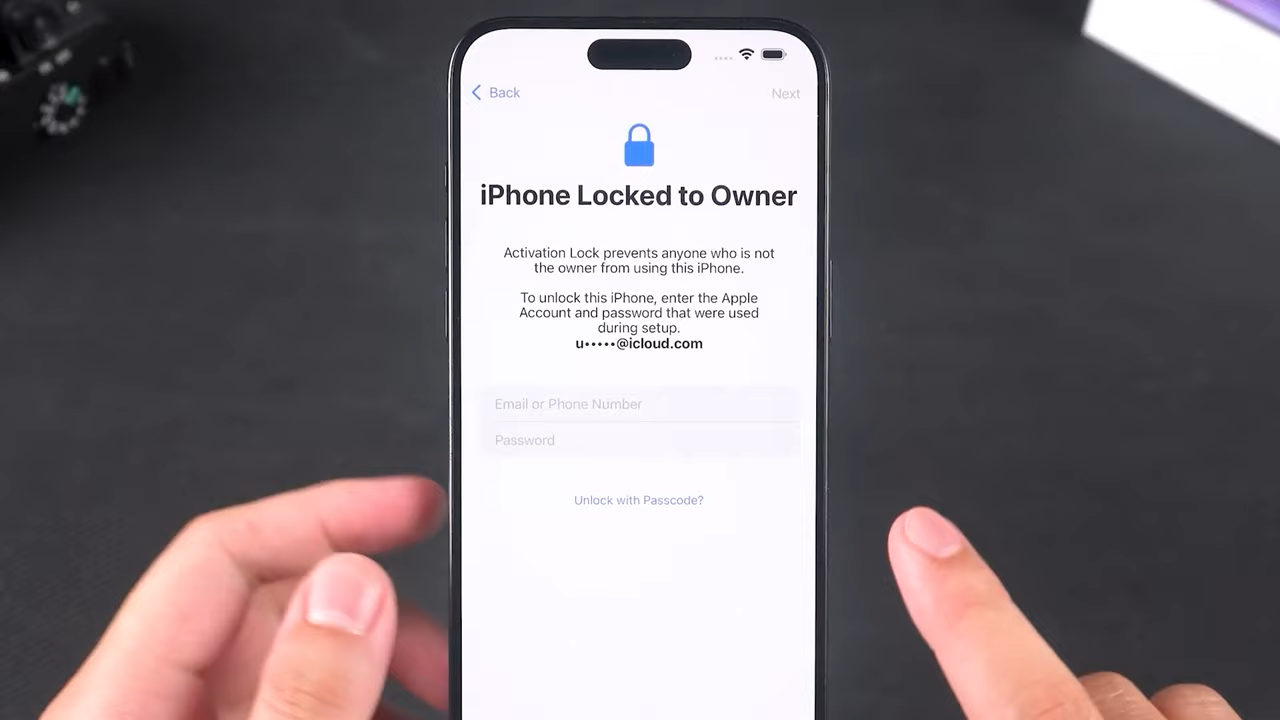 Back
Next
iPhone Locked to Owner
Activation Lock prevents anyone who is not
the owner from using this iPhone.
To unlock this iPhone, enter the Apple
Account and password that were used
during setup.
u•••••@icloud.com
Email or Phone Number
Password
Unlock with Passcode?